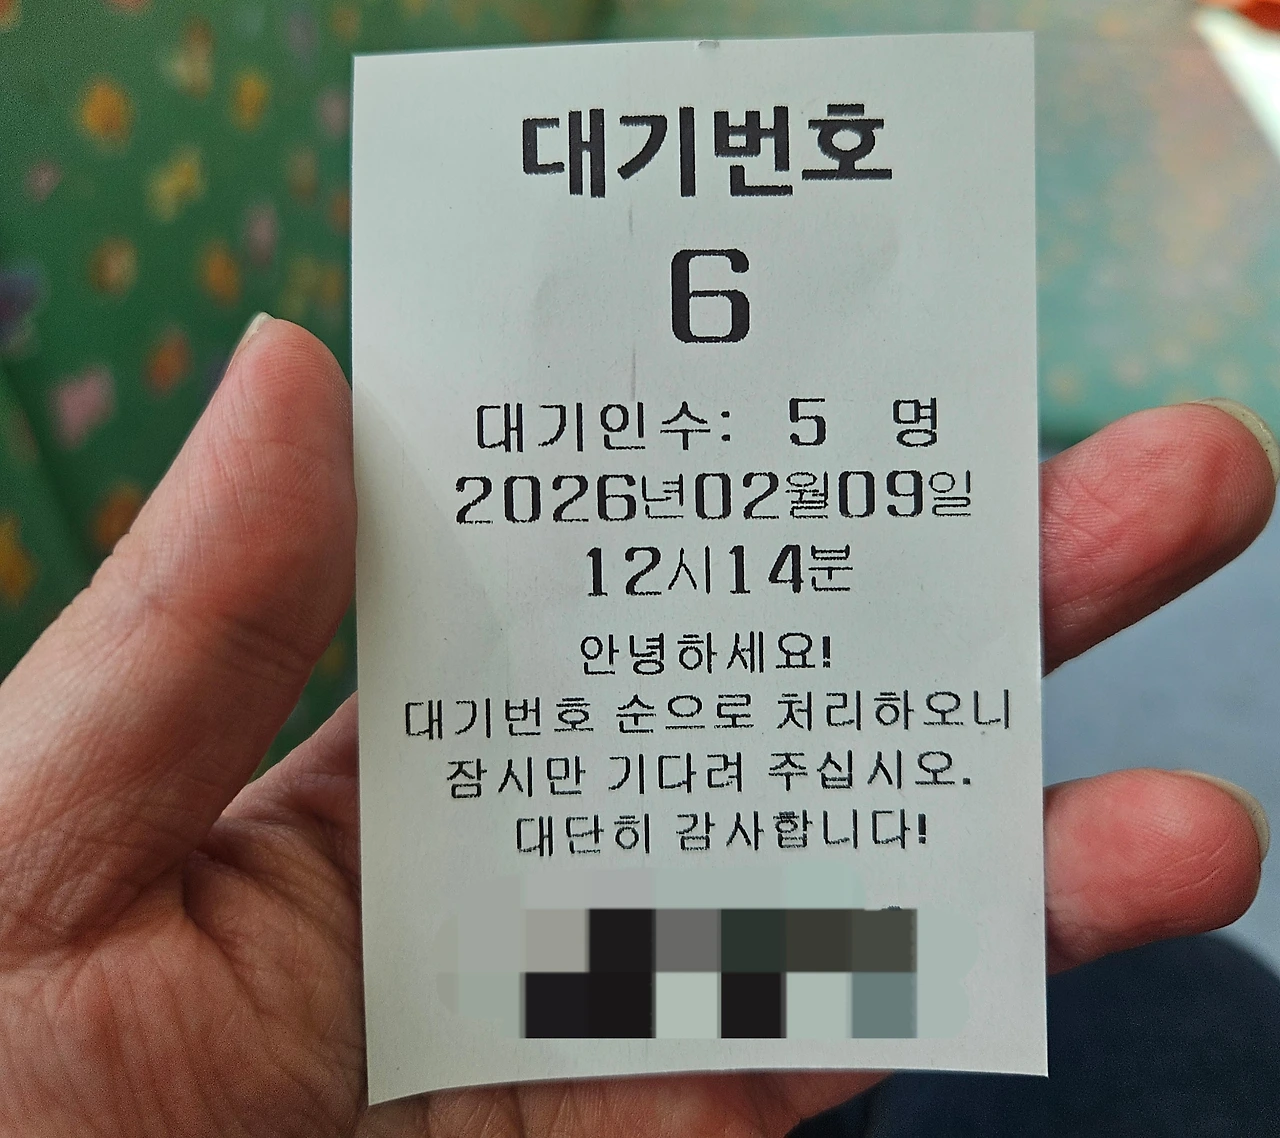 대기번호
6
대기인수: 5 명
2026년02월09일
12시14분
안녕하세요!
대기번호 순으로 처리하오니
잠시만 기다려 주십시오.
대단히 감사합니다!